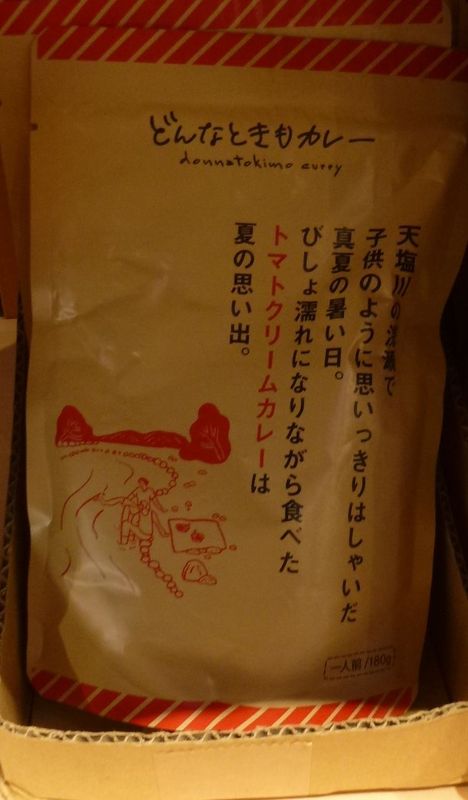 どんなときもカレー
donnatokimo curry
天塩川の浅瀬で
子供のように思いっきりはしゃいだ
真夏の暑い日。
びしょ濡れになりながら食べた
トマトクリームカレーは
夏の思い出。
一人前/180g